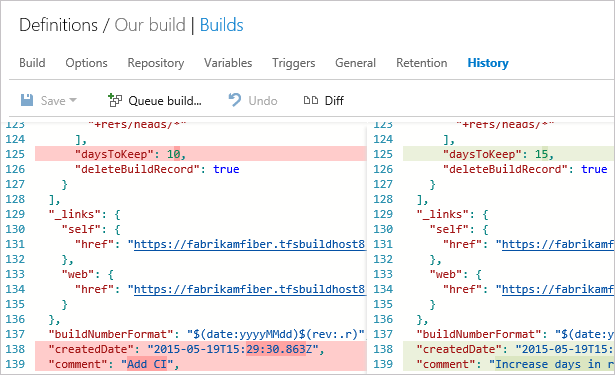 Definitions / Our build | Builds
Build Options Repository Variables Triggers General Retention History
Save Queue build... Undo Diff
123 "+refs/heads/*"
124 ],
125 "daysToKeep": 10,
126 "deleteBuildRecord": true
127 }
128 ],
129 "_links": {
130 "self": {
131 "href": "https://fabrikamfiber.tfsbuildhost8
132 },
133 "web": {
134 "href": "https://fabrikamfiber.tfsbuildhost8
135 }
136 },
137 "buildNumberFormat": "$(date:yyyyMMdd)$(rev:.r)"
138 "createdDate": "2015-05-19T15:29:30.863Z",
139 "comment": "Add CI",
123 "+refs/heads/*"
124 ],
125 "daysToKeep": 15,
126 "deleteBuildRecord": true
127 }
128 ],
129 "_links": {
130 "self": {
131 "href": "https://fabrikamf
132 },
133 "web": {
134 "href": "https://fabrikamf
135 }
136 },
137 "buildNumberFormat": "$(date:y
138 "createdDate": "2015-05-19T15:
139 "comment": "Increase days in r